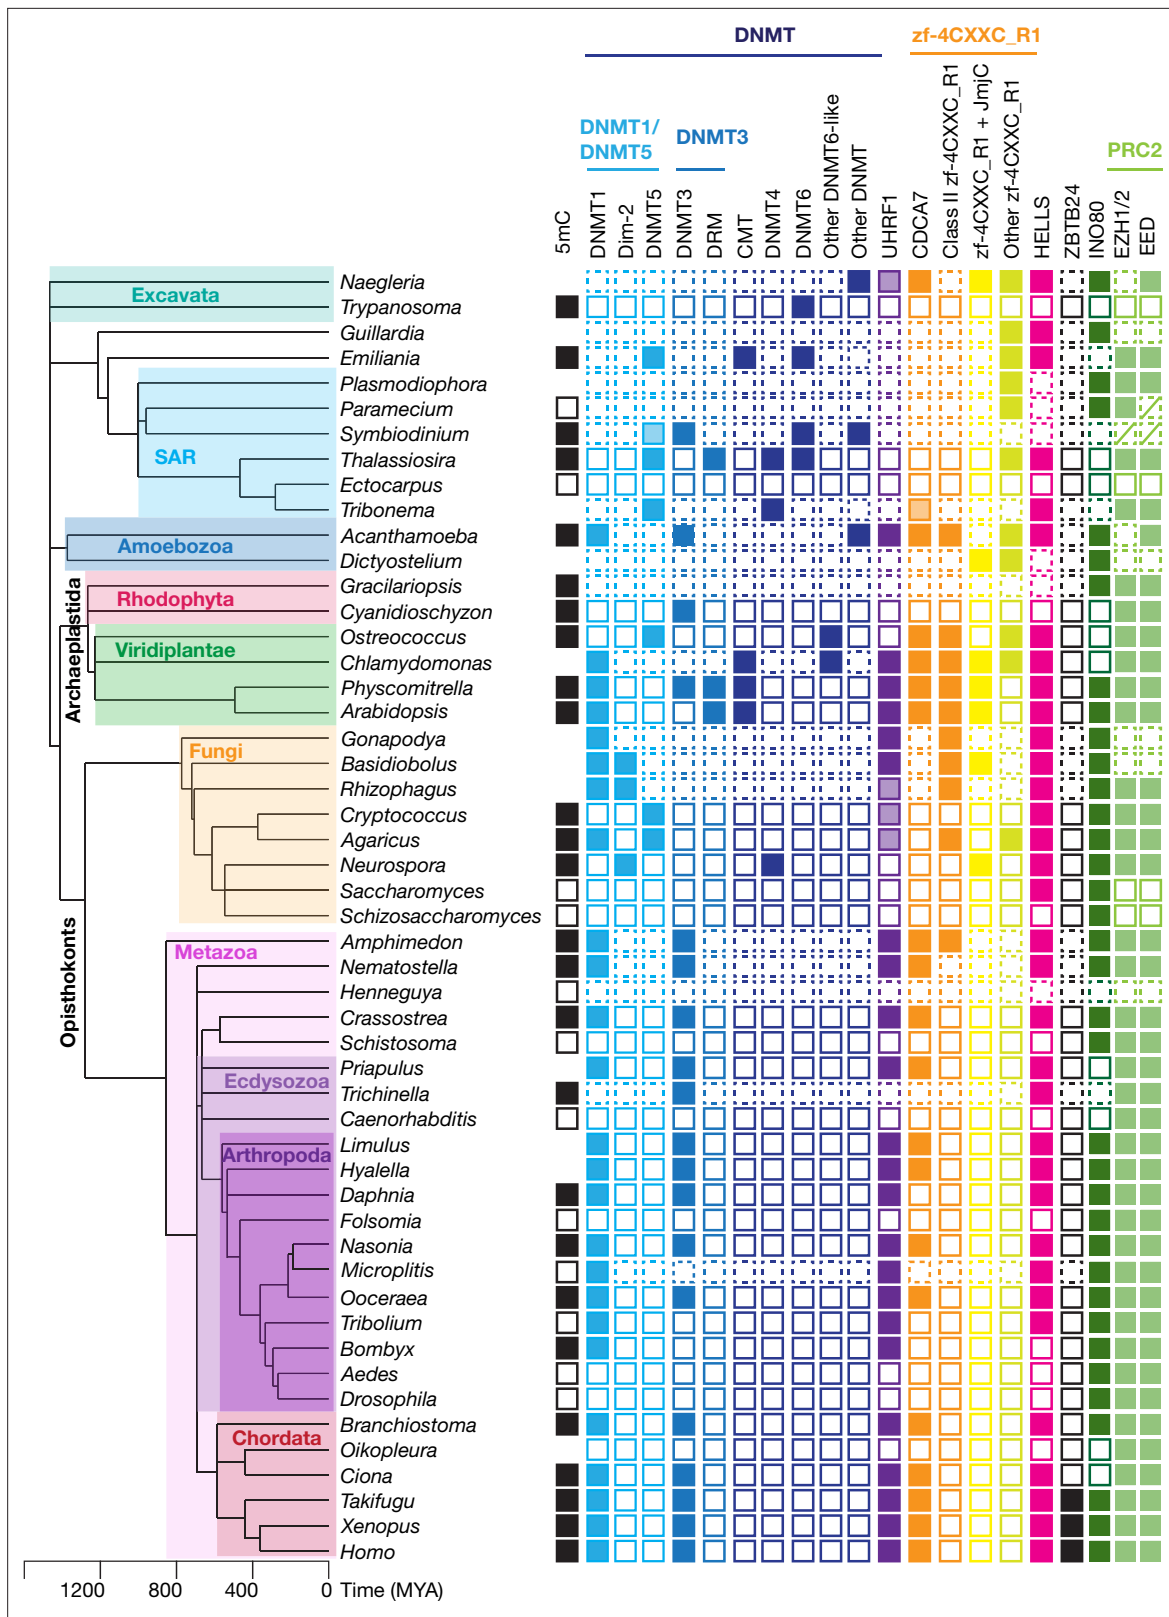 DNMT
zf-4CXXC_R1
DNMT1/
DNMT5
DNMT3
PRC2
5mC
DNMT1
Dim-2
DNMT5
DNMT3
DRM
CMT
DNMT4
DNMT6
Other DNMT6-like
Other DNMT
UHRF1
CDCA7
Class II zf-4CXXC_R1
zf-4CXXC_R1 + JmjC
Other zf-4CXXC_R1
HELLS
ZBTB24
INO80
EZH1/2
EED
Excavata
SAR
Amoebozoa
Archaeplastida
Rhodophyta
Viridiplantae
Opisthokonts
Fungi
Metazoa
Ecdysozoa
Arthropoda
Chordata
Naegleria
Trypanosoma
Guillardia
Emiliania
Plasmodiophora
Paramecium
Symbiodinium
Thalassiosira
Ectocarpus
Tribonema
Acanthamoeba
Dictyostelium
Gracilariopsis
Cyanidioschyzon
Ostreococcus
Chlamydomonas
Physcomitrella
Arabidopsis
Gonapodya
Basidiobolus
Rhizophagus
Cryptococcus
Agaricus
Neurospora
Saccharomyces
Schizosaccharomyces
Amphimedon
Nematostella
Henneguya
Crassostrea
Schistosoma
Priapulus
Trichinella
Caenorhabditis
Limulus
Hyalella
Daphnia
Folsomia
Nasonia
Microplitis
Ooceraea
Tribolium
Bombyx
Aedes
Drosophila
Branchiostoma
Oikopleura
Ciona
Takifugu
Xenopus
Homo
1200 800 400 0 Time (MYA)